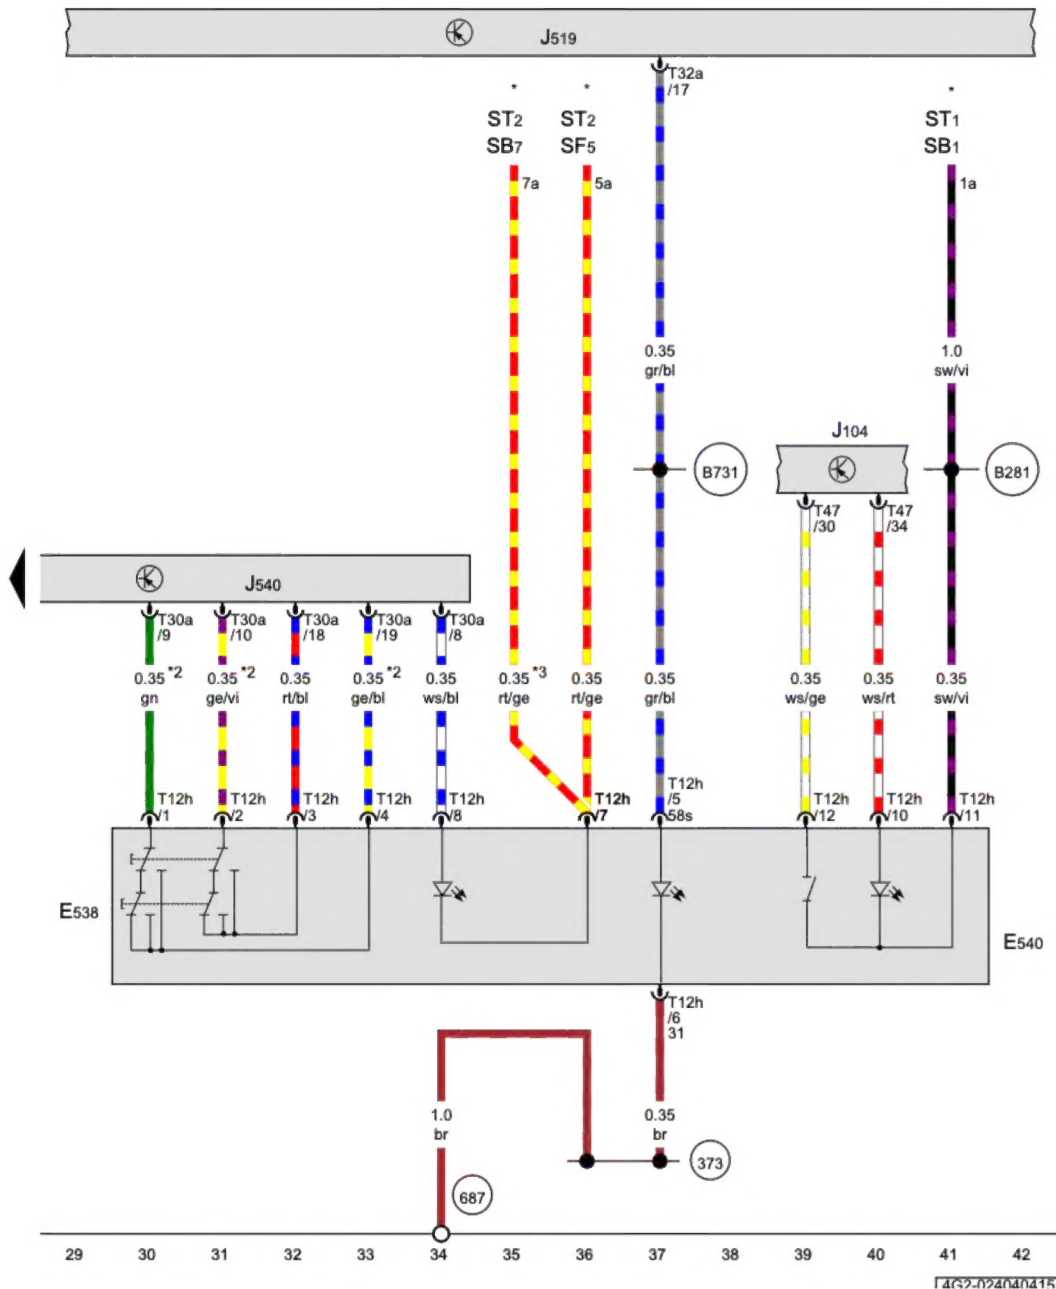 J519
T32a
/17
* * *
ST2 ST2 ST1
SB7 SF5 SB1
7a 5a 1a
0.35 1.0
gr/bl sw/vi
J104
B731 B281
T47 T47
/30 /34
J540
T30a T30a T30a T30a T30a
/9 /10 /18 /19 /8
0.35 *2 0.35 *2 0.35 0.35 *2 0.35 0.35 *3 0.35 0.35 0.35 0.35 0.35
gn ge/vi rt/bl ge/bl ws/bl rt/ge rt/ge gr/bl ws/ge ws/rt sw/vi
T12h
/5
T12h T12h T12h T12h T12h T12h T12h T12h T12h
/1 /2 /3 /4 /8 /7 58s /12 /10 /11
E538
E540
T12h
/6
31
1.0 0.35
br br
373
687
29 30 31 32 33 34 35 36 37 38 39 40 41 42
4G2-024040415